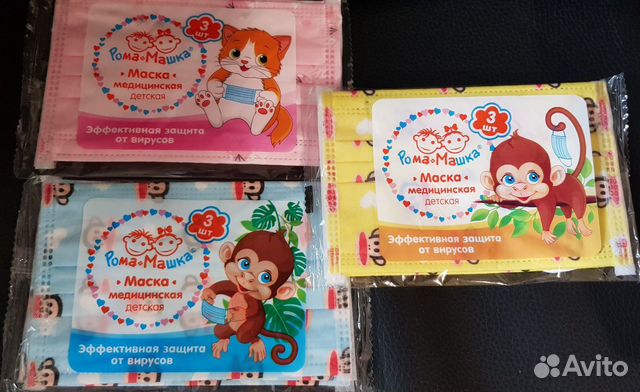 3
шт
Рома+Машка
Маска
медицинская
детская
Эффективная защита
от вирусов
3
шт
Рома+Машка
Маска
медицинская
детская
Эффективная защита
от вирусов
3
шт
Рома+Машка
Маска
медицинская
детская
Эффективная защита
от вирусов
Avito